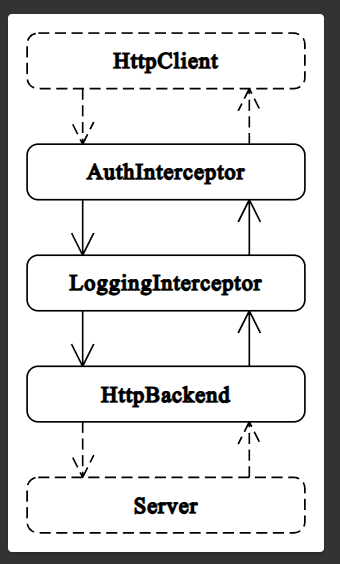 HttpClient
AuthInterceptor
LoggingInterceptor
HttpBackend
Server